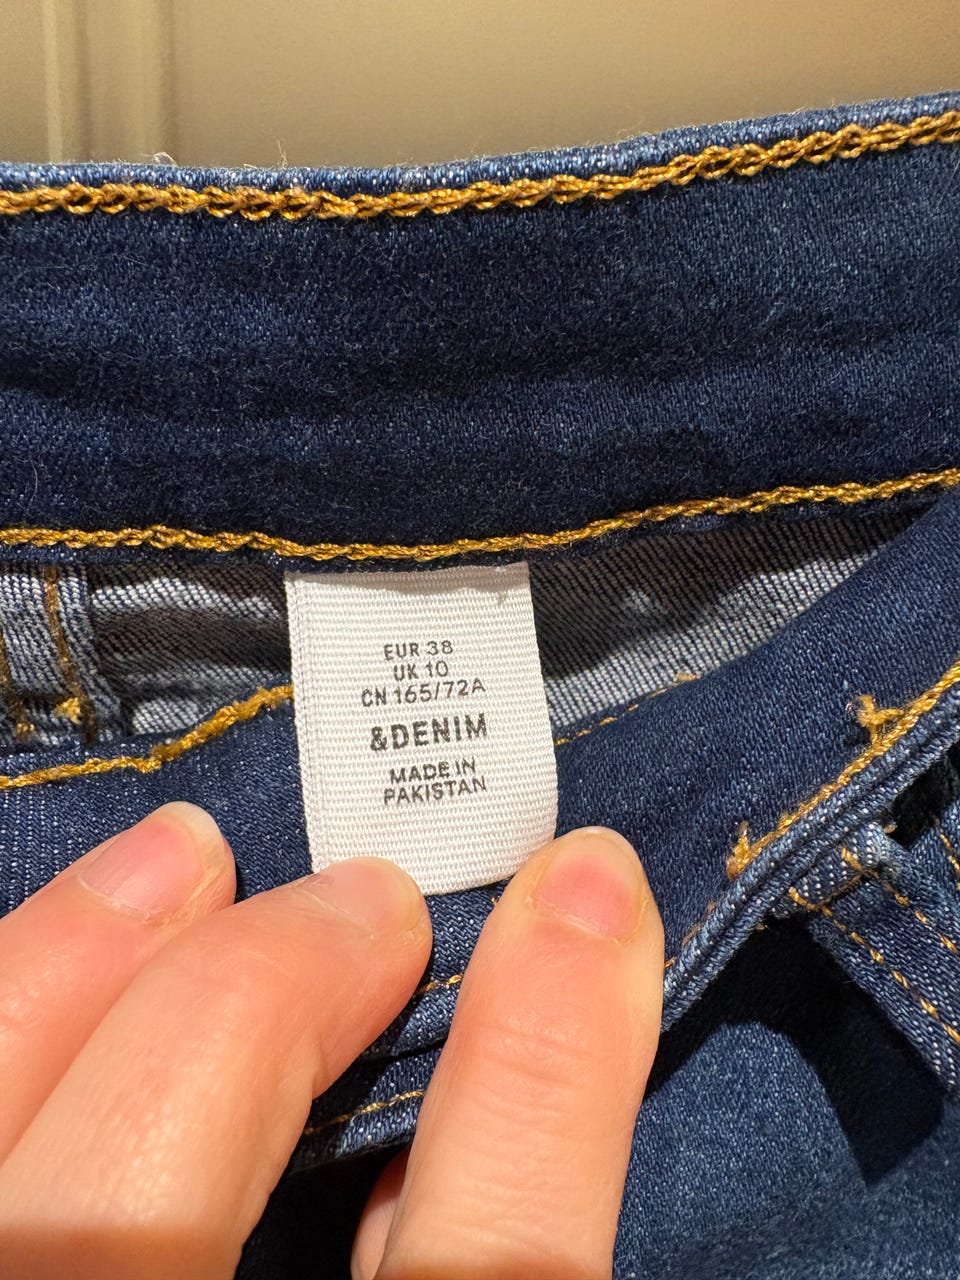 EUR 38
UK 10
CN 165/72A
&DENIM
MADE IN
PAKISTAN